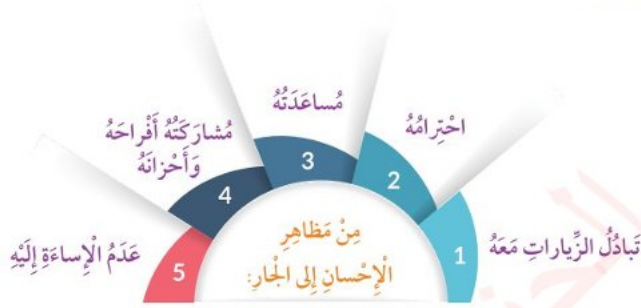 مِنْ مَظاهِرِ
الْإِحْسانِ إِلى الْجارِ:
1
تَبادُلُ الزِّياراتِ مَعَهُ
2
احْتِرامُهُ
3
مُساعَدَتُهُ
4
مُشارَكَتُهُ أَفْراحَهُ
وَأَحْزانَهُ
5
عَدَمُ الْإِساءَةِ إِلَيْهِ